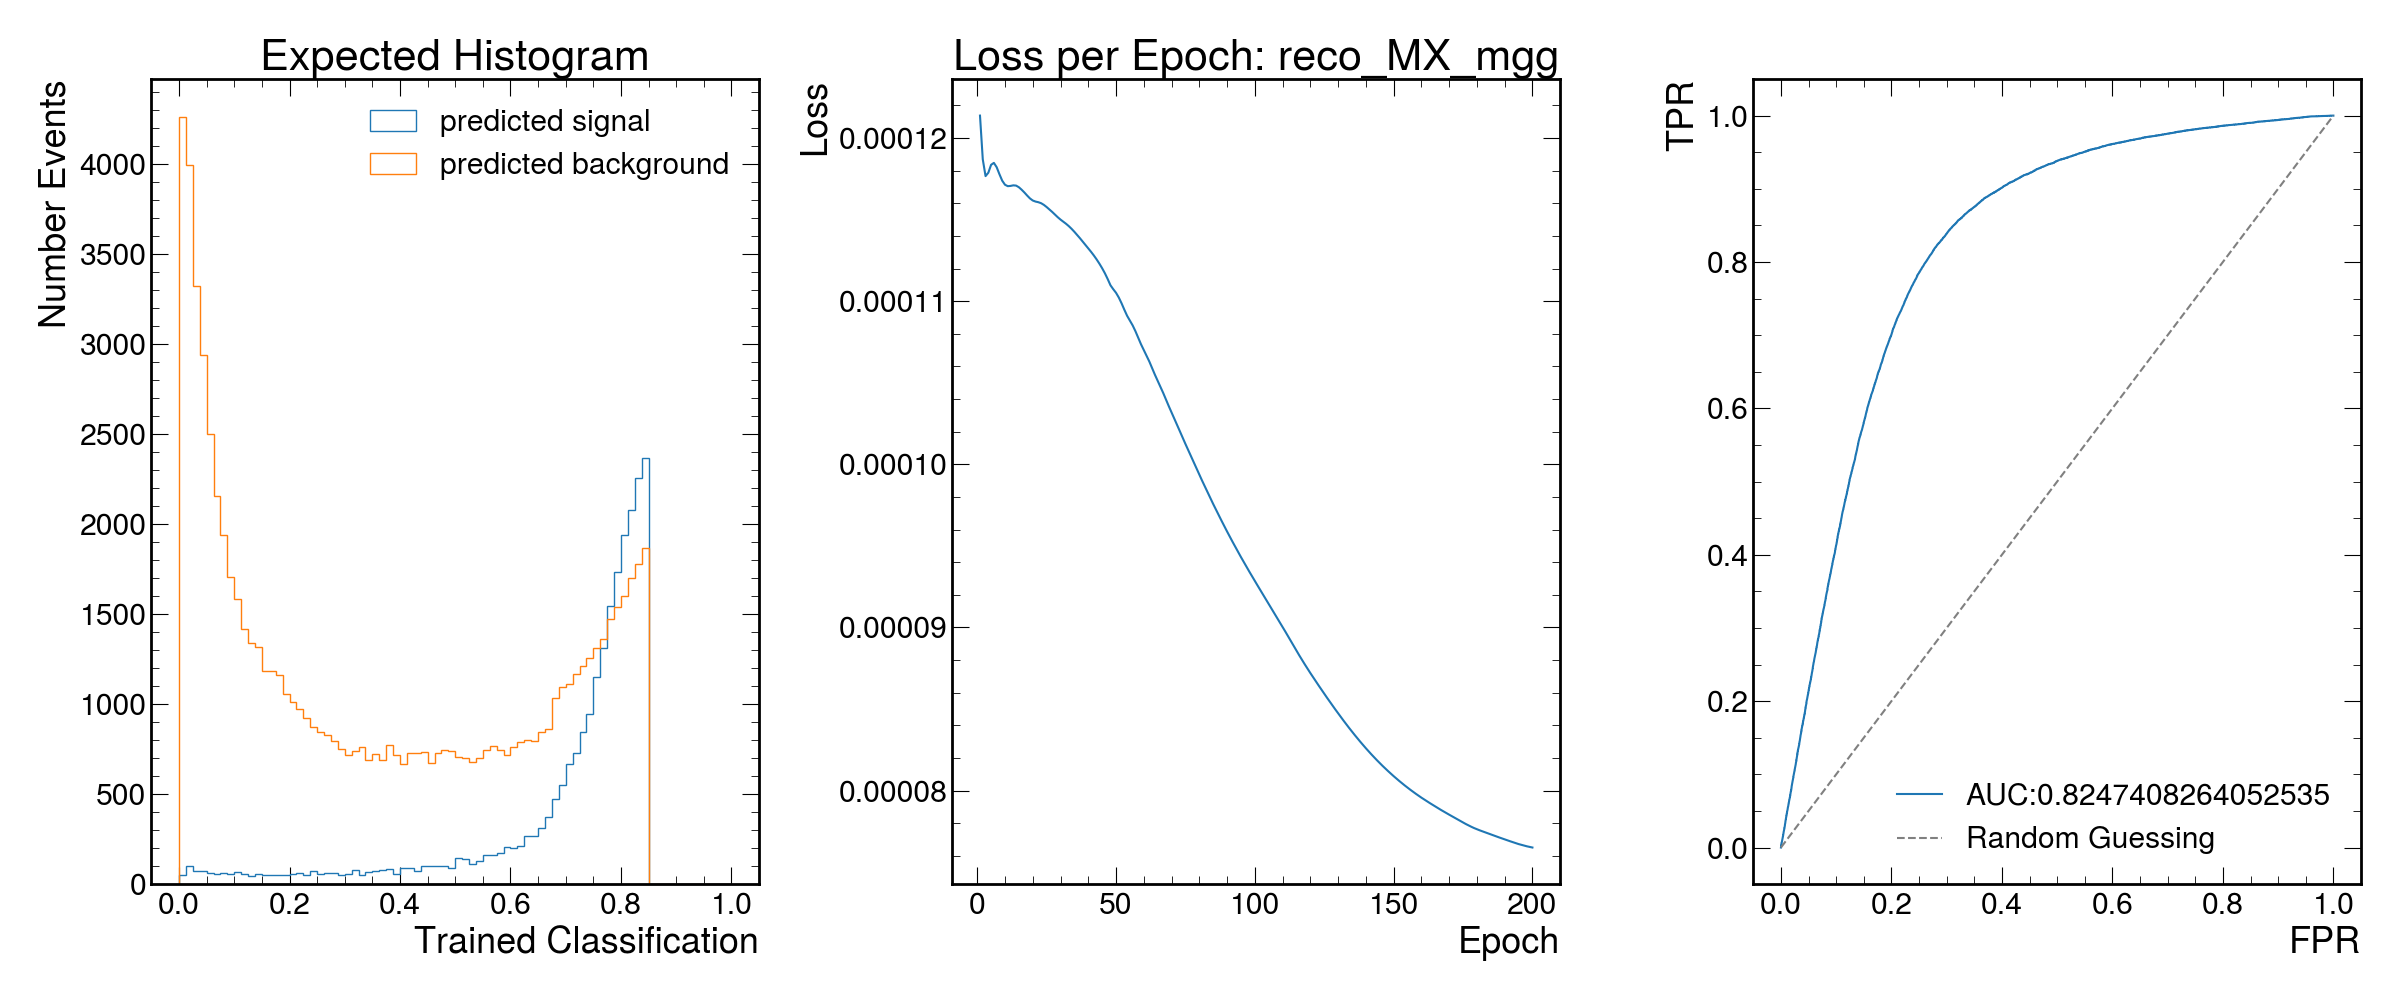 Expected Histogram
Number Events
4000
3500
3000
2500
2000
1500
1000
500
0
predicted signal
predicted background
0.0 0.2 0.4 0.6 0.8 1.0
Trained Classification
Loss per Epoch: reco_MX_mgg
Loss
0.00012
0.00011
0.00010
0.00009
0.00008
0 50 100 150 200
Epoch
TPR
1.0
0.8
0.6
0.4
0.2
0.0
AUC:0.8247408264052535
Random Guessing
0.0 0.2 0.4 0.6 0.8 1.0
FPR